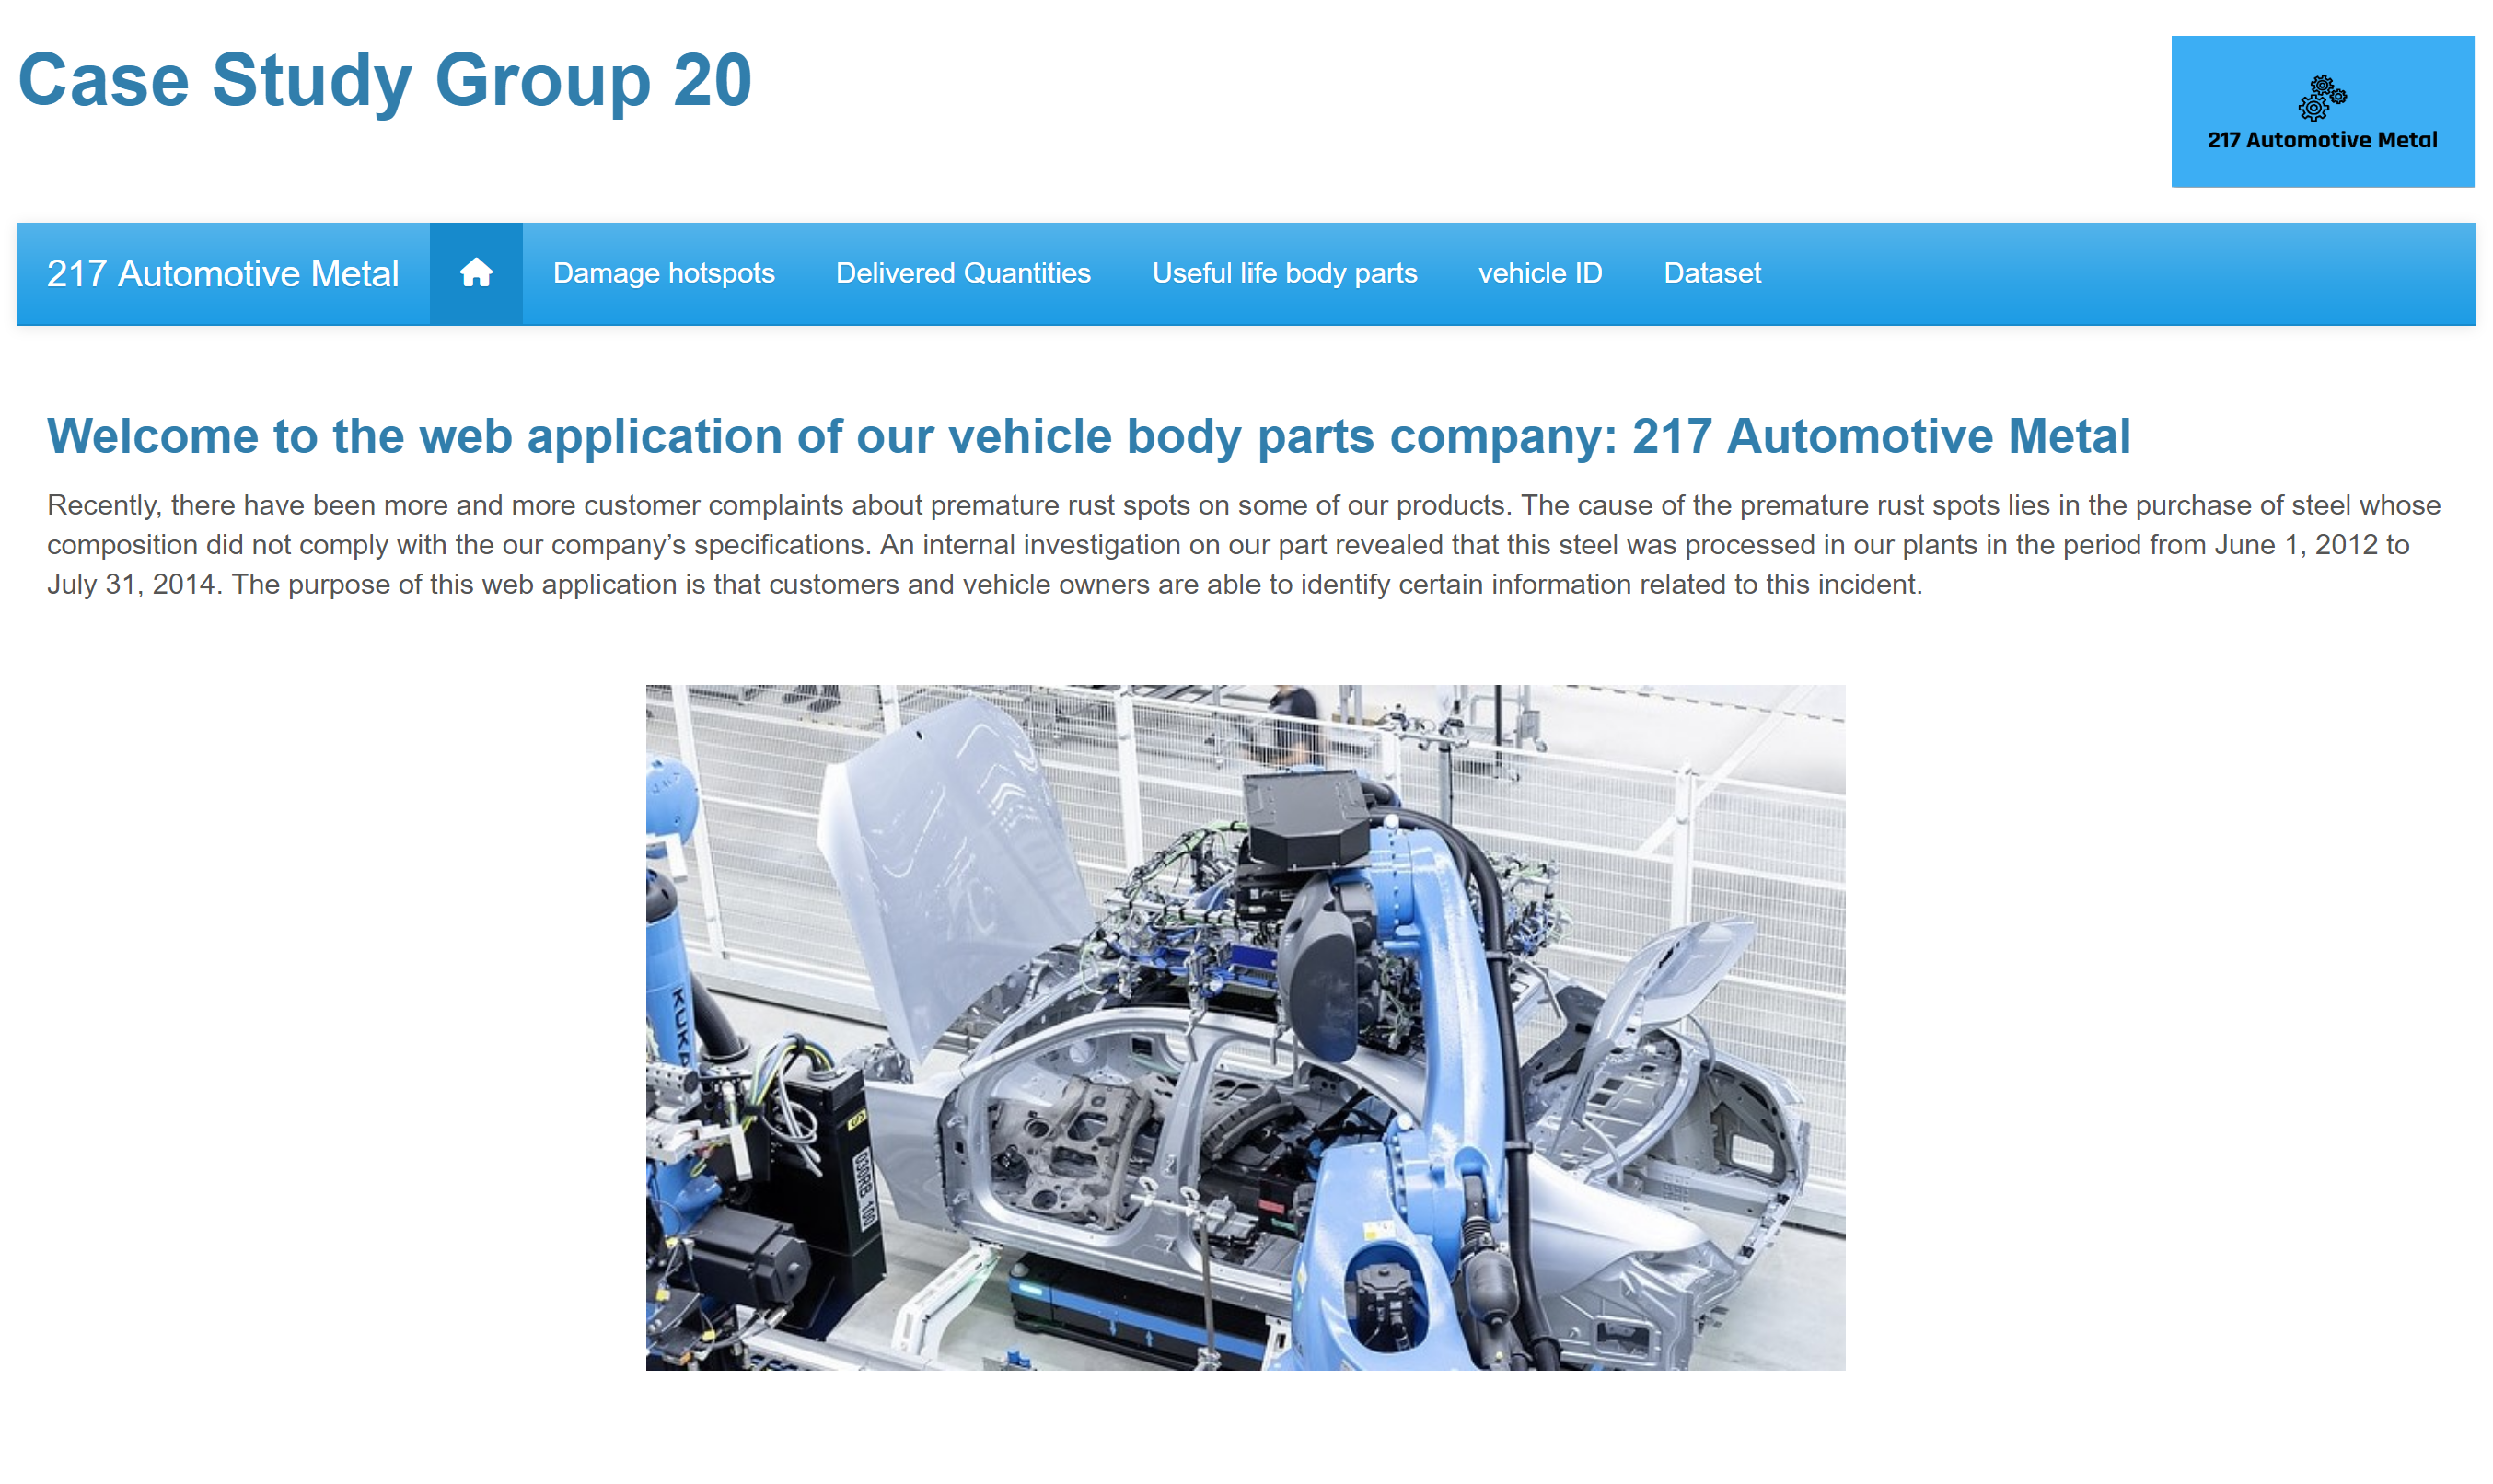 Case Study Group 20
217 Automotive Metal
217 Automotive Metal
Damage hotspots
Delivered Quantities
Useful life body parts
vehicle ID
Dataset
Welcome to the web application of our vehicle body parts company: 217 Automotive Metal
Recently, there have been more and more customer complaints about premature rust spots on some of our products. The cause of the premature rust spots lies in the purchase of steel whose
composition did not comply with the our company’s specifications. An internal investigation on our part revealed that this steel was processed in our plants in the period from June 1, 2012 to
July 31, 2014. The purpose of this web application is that customers and vehicle owners are able to identify certain information related to this incident.
KUKA
030RB 100